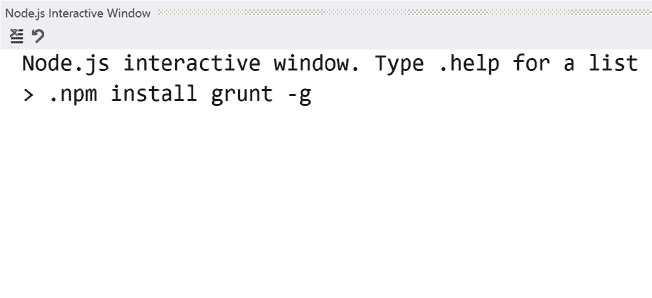 Node.js Interactive Window
Node.js interactive window. Type .help for a list
> .npm install grunt -g